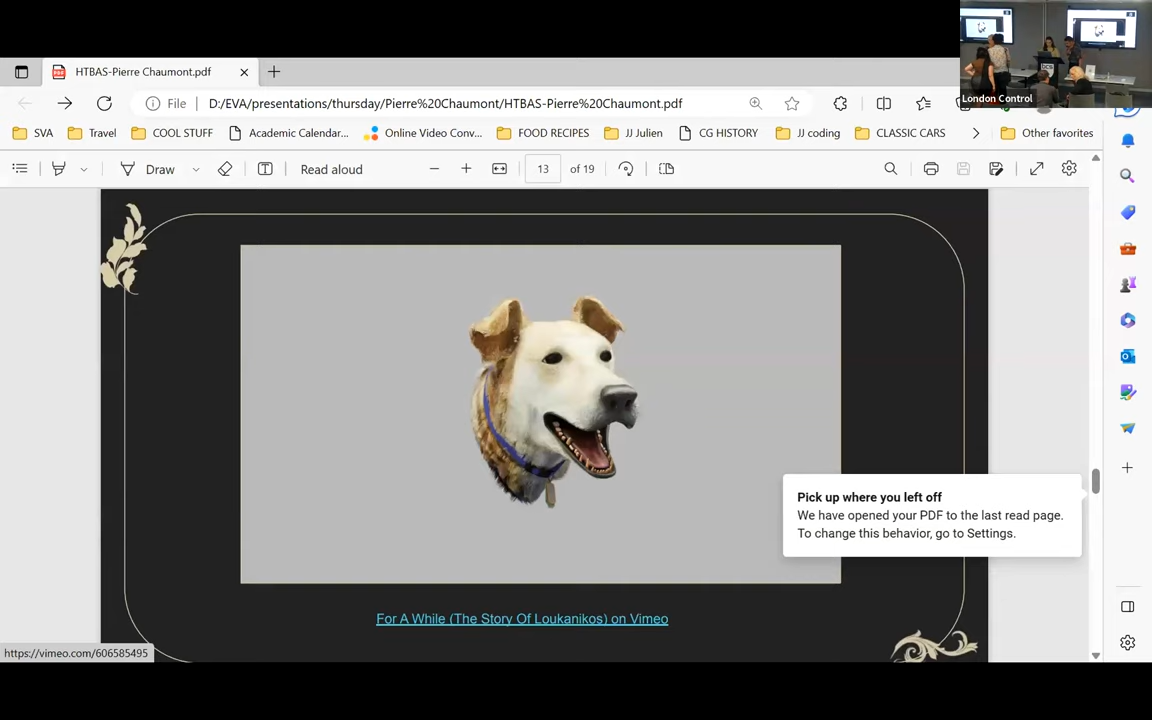 London Control
HTBAS-Pierre Chaumont.pdf
File
D:/EVA/presentations/thursday/Pierre%20Chaumont/HTBAS-Pierre%20Chaumont.pdf
SVA
Travel
COOL STUFF
Academic Calendar...
Online Video Conv...
FOOD RECIPES
JJ Julien
CG HISTORY
JJ coding
CLASSIC CARS
Other favorites
Draw
Read aloud
13 of 19
Pick up where you left off
We have opened your PDF to the last read page.
To change this behavior, go to Settings.
For A While (The Story Of Loukanikos) on Vimeo
https://vimeo.com/606585495